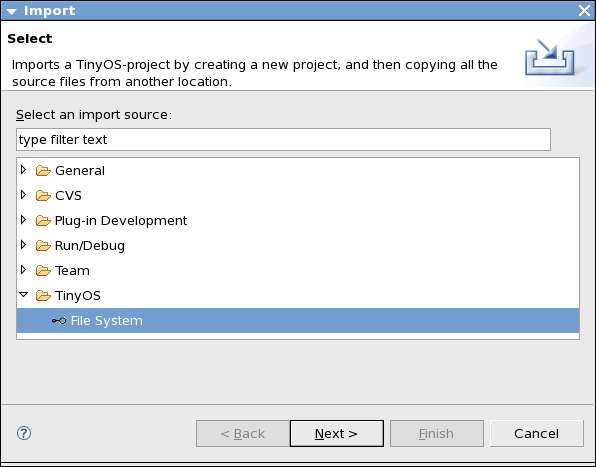 Import
Select
Imports a TinyOS-project by creating a new project, and then copying all the
source files from another location.
Select an import source:
type filter text
General
CVS
Plug-in Development
Run/Debug
Team
TinyOS
File System
?
< Back
Next >
Finish
Cancel